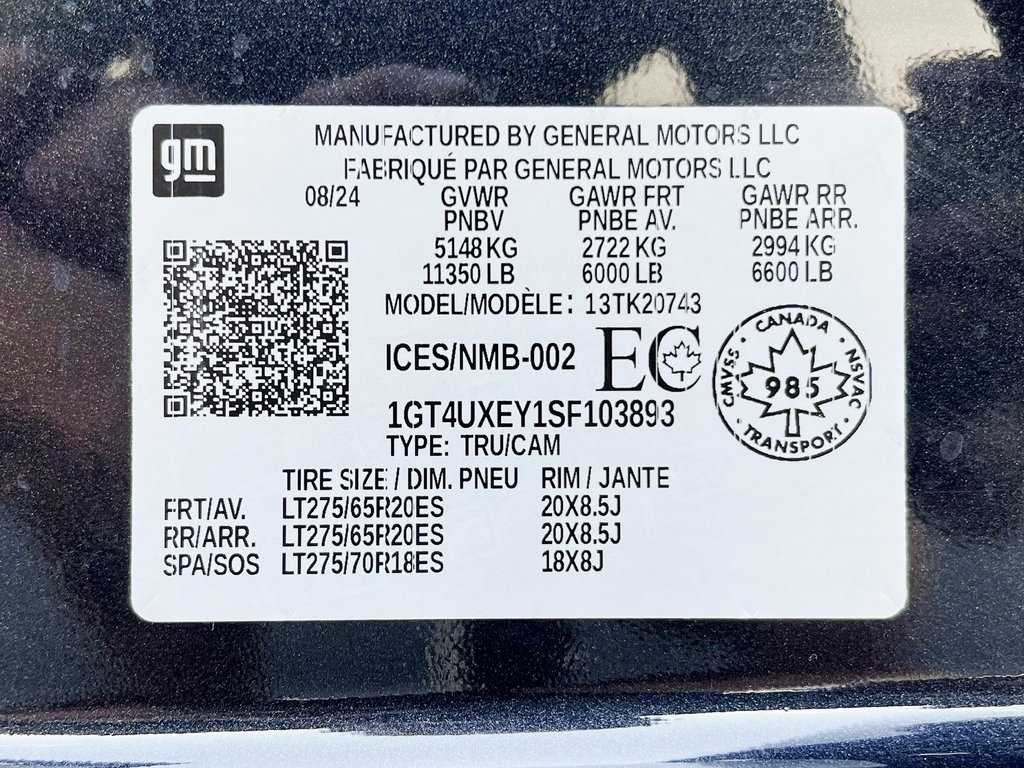 gm
MANUFACTURED BY GENERAL MOTORS LLC
FABRIQUÉ PAR GENERAL MOTORS LLC
08/24 GVWR GAWR FRT GAWR RR
PNBV PNBE AV. PNBE ARR.
5148 KG 2722 KG 2994 KG
11350 LB 6000 LB 6600 LB
MODEL/MODÈLE: 13TK20743
ICES/NMB-002 EC
CANADA
CMVSS 985 NSVAC
TRANSPORT
1GT4UXEY1SF103893
TYPE: TRU/CAM
TIRE SIZE / DIM. PNEU RIM / JANTE
FRT/AV. LT275/65R20ES 20X8.5J
RR/ARR. LT275/65R20ES 20X8.5J
SPA/SOS LT275/70R18ES 18X8J